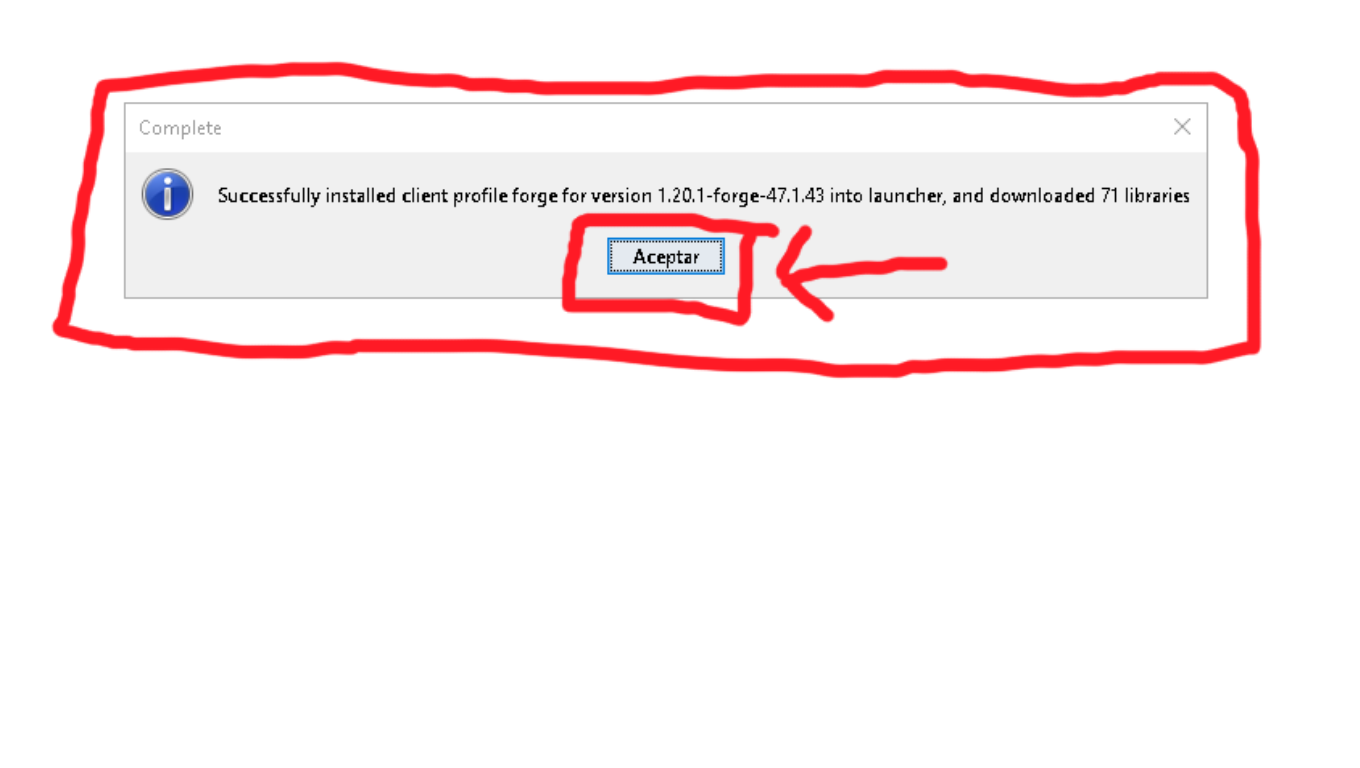 Complete
Successfully installed client profile forge for version 1.20.1-forge-47.1.43 into launcher, and downloaded 71 libraries
Aceptar